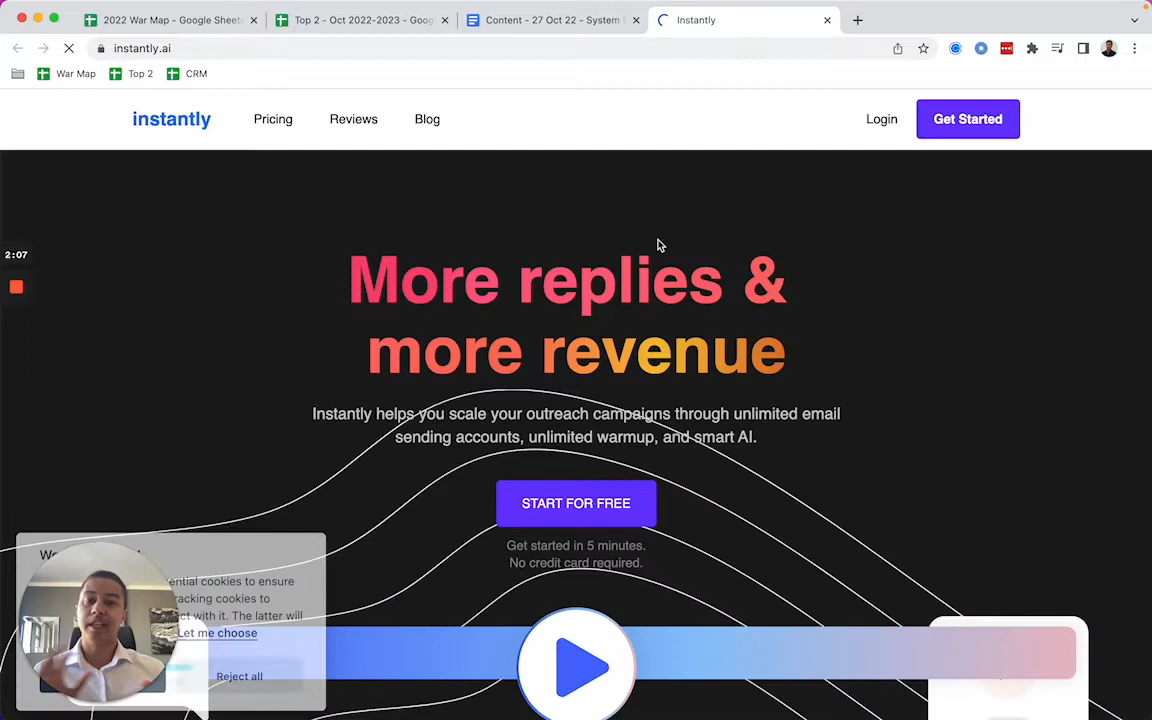 2022 War Map - Google Sheet
Top 2 - Oct 2022-2023 - Goog
Content - 27 Oct 22 - System
Instantly
instantly.ai
War Map
Top 2
CRM
instantly
Pricing
Reviews
Blog
Login
Get Started
2:07
More replies &
more revenue
Instantly helps you scale your outreach campaigns through unlimited email
sending accounts, unlimited warmup, and smart AI.
START FOR FREE
Get started in 5 minutes.
No credit card required.
ential cookies to ensure
racking cookies to
ct with it. The latter will
Let me choose
Reject all